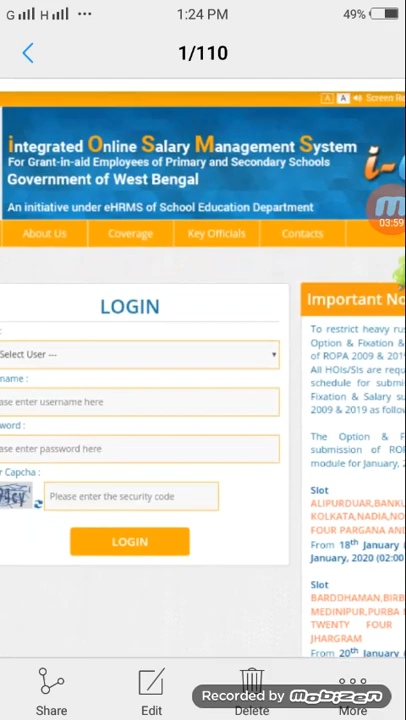 G H ••• 1:24 PM 49%
1/110
A A Screen Re
integrated Online Salary Management System
For Grant-in-aid Employees of Primary and Secondary Schools
Government of West Bengal
An initiative under eHRMS of School Education Department
i-
03:59
About Us Coverage Key Officials Contacts
LOGIN
:
Select User ---
name :
ase enter username here
word :
ase enter password here
r Capcha :
Please enter the security code
LOGIN
Important No
To restrict heavy ru
Option & Fixation &
of ROPA 2009 & 201
All HOIs/SIs are requ
schedule for submi
Fixation & Salary su
2009 & 2019 as follow
The Option & F
submission of RO
module for January, 2
Slot
ALIPURDUAR,BANKU
KOLKATA,NADIA,NO
FOUR PARGANA AND
From 18th January (
January, 2020 (02:00
Slot
BARDDHAMAN,BIRB
MEDINIPUR,PURBA
TWENTY FOUR
JHARGRAM
From 20th January (
Share Edit Delete More
Recorded by Mobizen